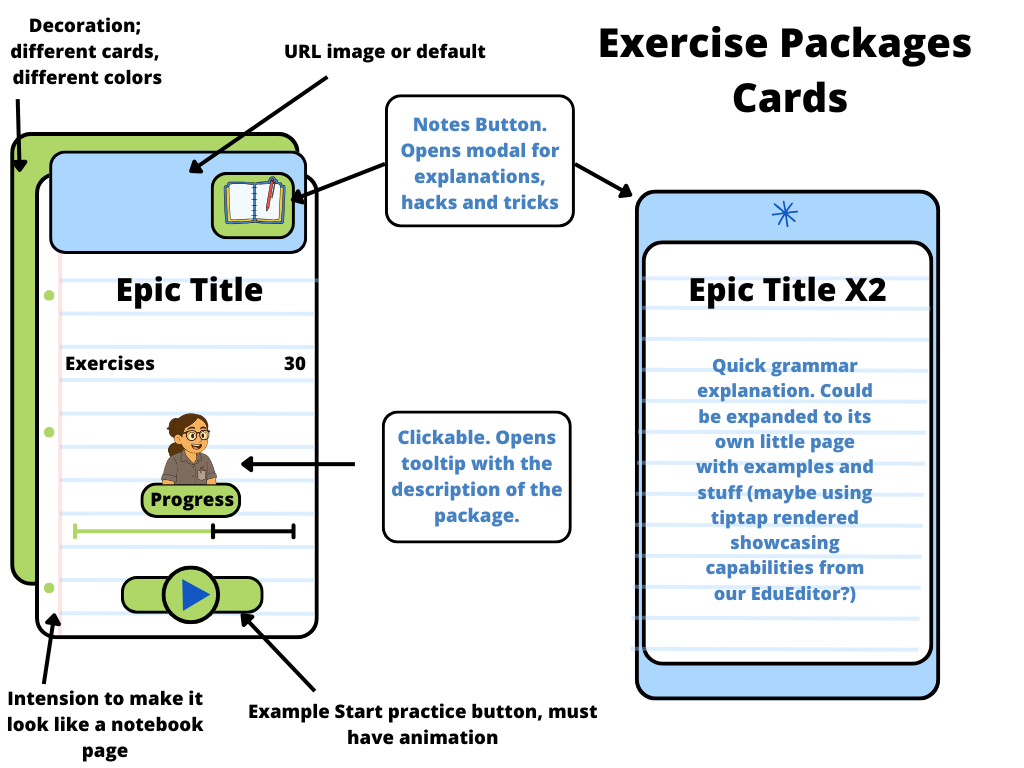 Decoration;
different cards,
different colors
URL image or default
Exercise Packages
Cards
Notes Button.
Opens modal for
explanations,
hacks and tricks
Epic Title
Exercises 30
Progress
Clickable. Opens
tooltip with the
description of the
package.
Epic Title X2
Quick grammar
explanation. Could
be expanded to its
own little page
with examples and
stuff (maybe using
tiptap rendered
showcasing
capabilities from
our EduEditor?)
Intension to make it
look like a notebook
page
Example Start practice button, must
have animation